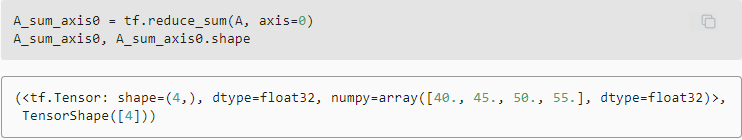 A_sum_axis0 = tf.reduce_sum(A, axis=0)
A_sum_axis0, A_sum_axis0.shape
(<tf.Tensor: shape=(4,), dtype=float32, numpy=array([40., 45., 50., 55.], dtype=float32)>,
 TensorShape([4]))